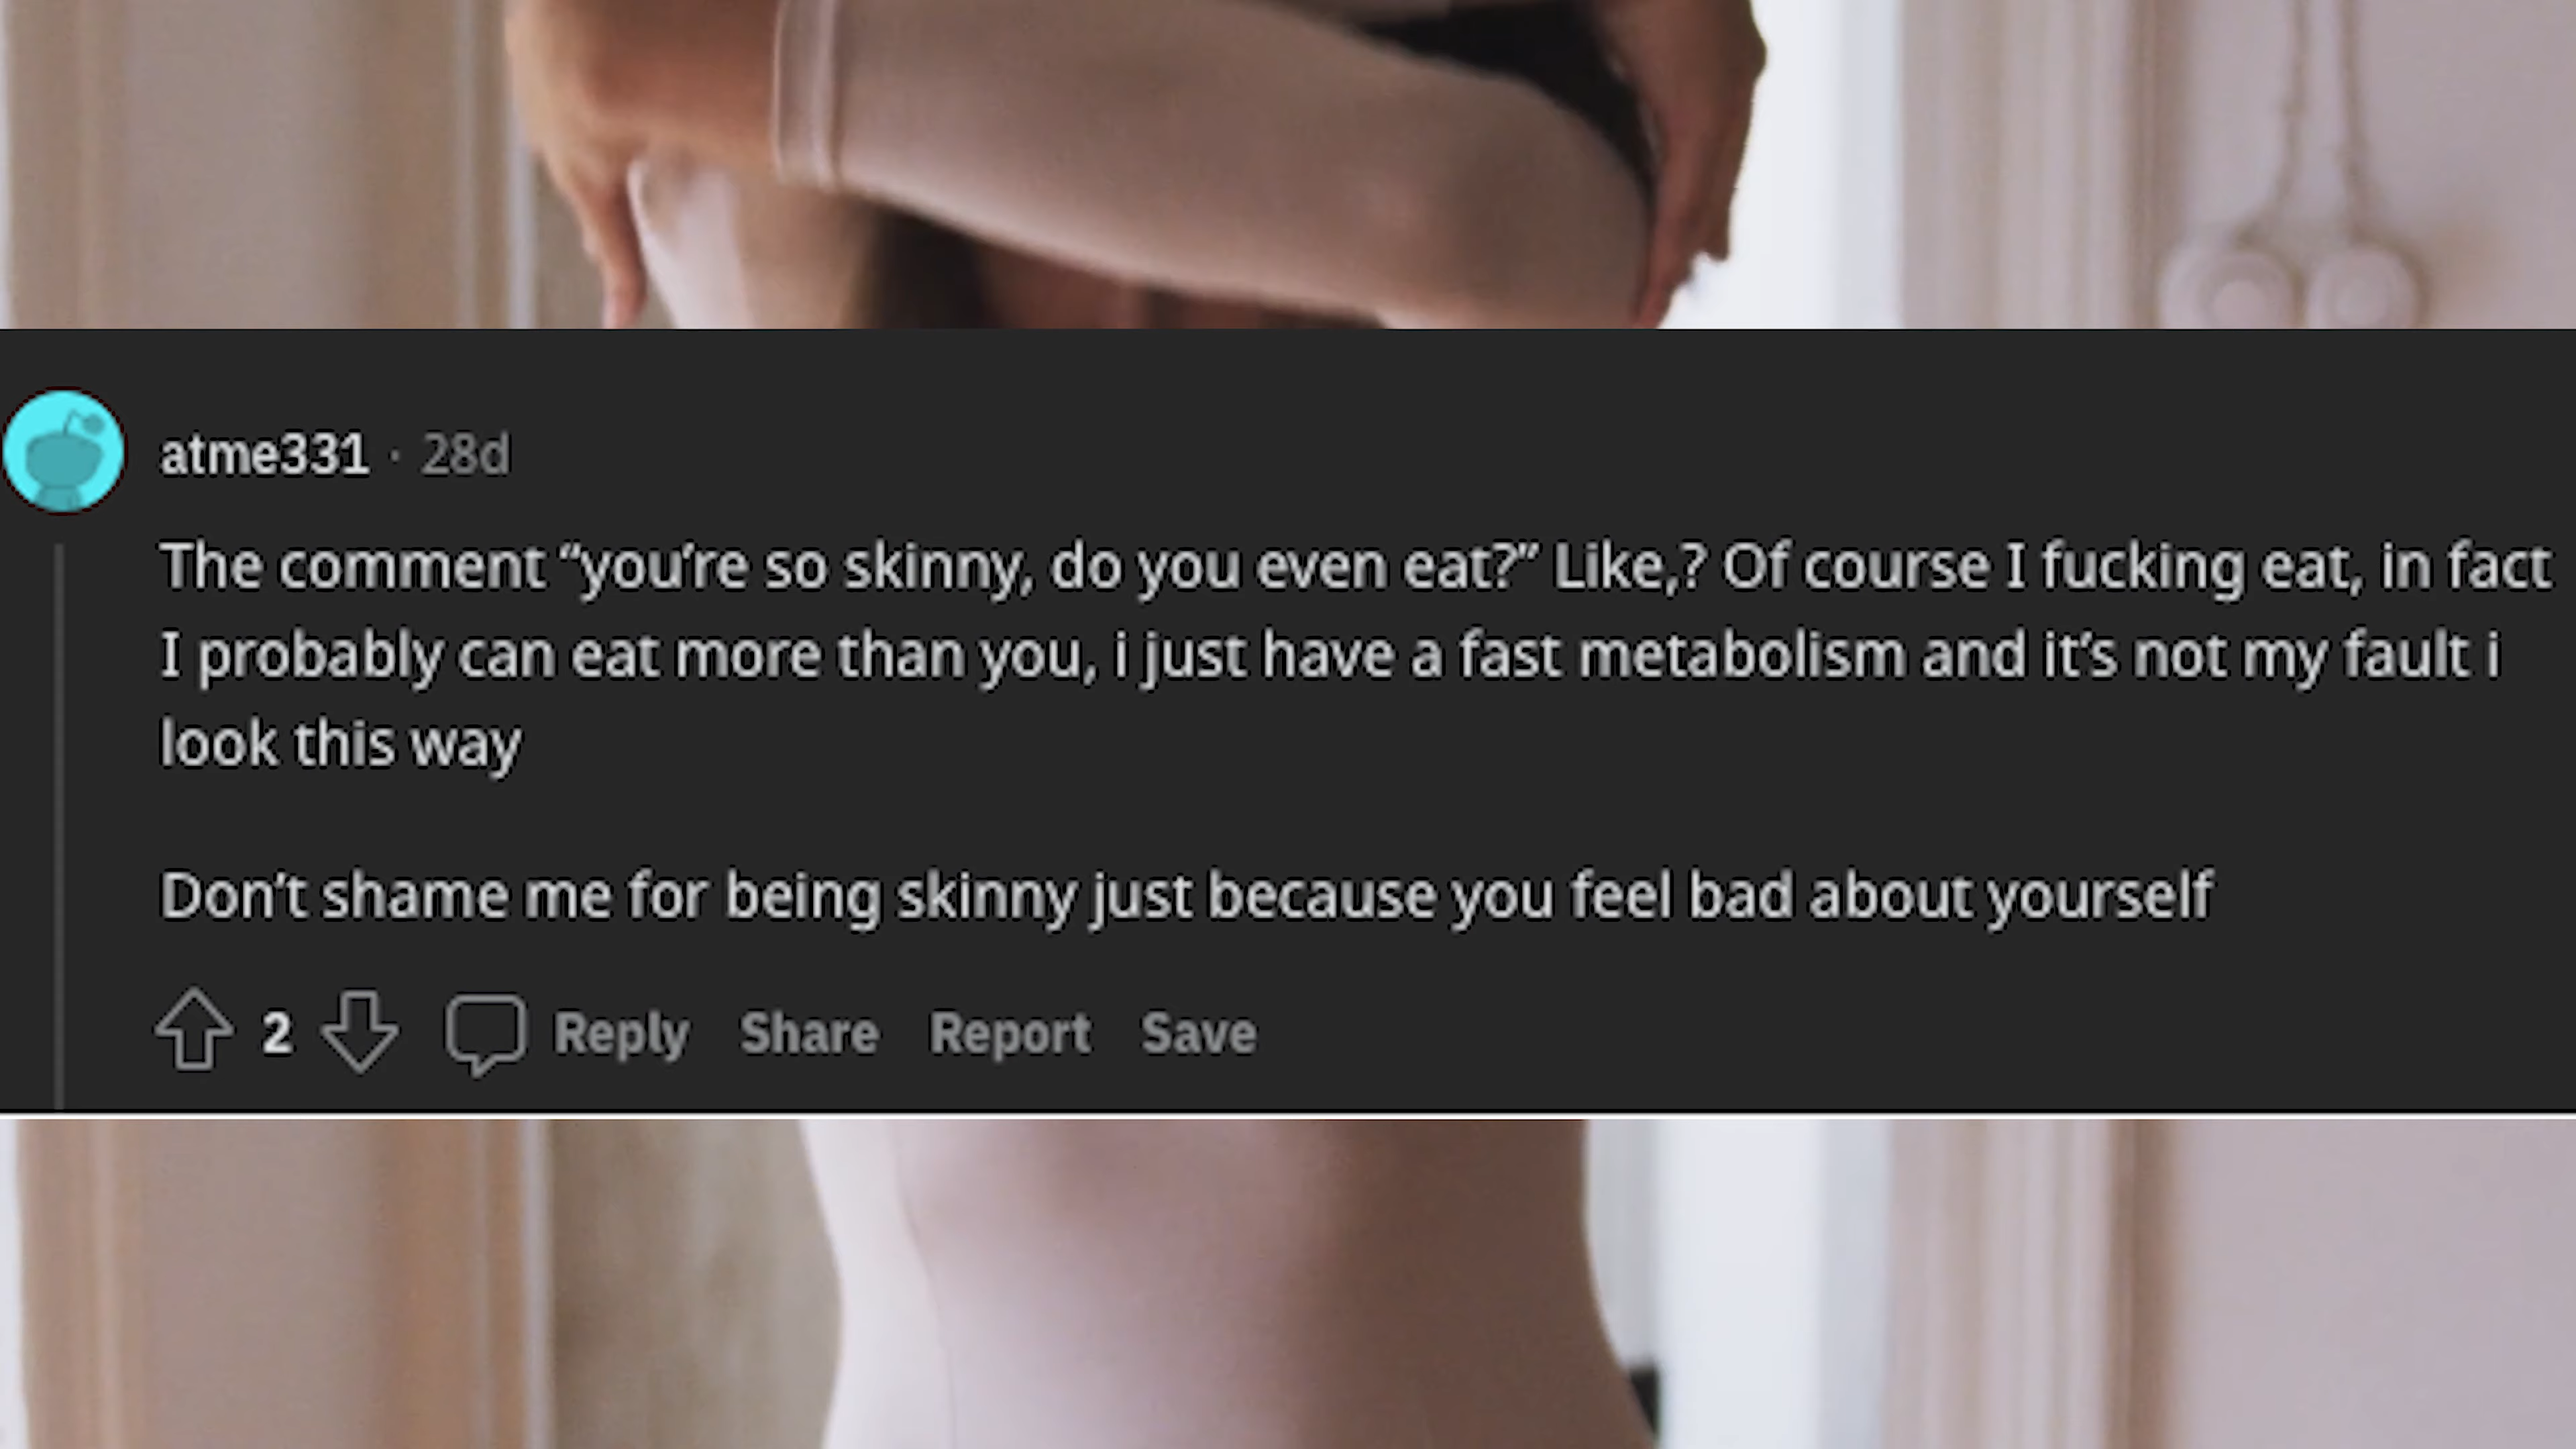 atme331 · 28d
The comment “you’re so skinny, do you even eat?” Like,? Of course I fucking eat, in fact
I probably can eat more than you, i just have a fast metabolism and it’s not my fault i
look this way
Don’t shame me for being skinny just because you feel bad about yourself
2 Reply Share Report Save